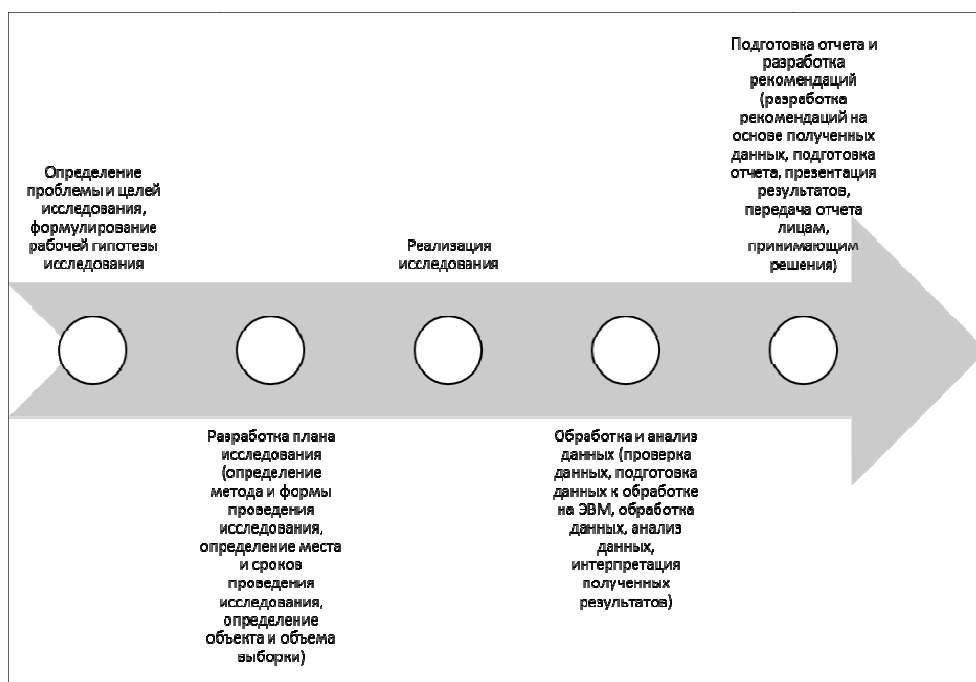 Определение
проблемы и целей
исследования,
формулирование
рабочей гипотезы
исследования
Разработка плана
исследования
(определение
метода и формы
проведения
исследования,
определение места
и сроков
проведения
исследования,
определение
объекта и объема
выборки)
Реализация
исследования
Обработка и анализ
данных (проверка
данных, подготовка
данных к обработке
на ЭВМ, обработка
данных, анализ
данных,
интерпретация
полученных
результатов)
Подготовка отчета и
разработка
рекомендаций
(разработка
рекомендаций на
основе полученных
данных, подготовка
отчета, презентация
результатов,
передача отчета
лицам,
принимающим
решения)